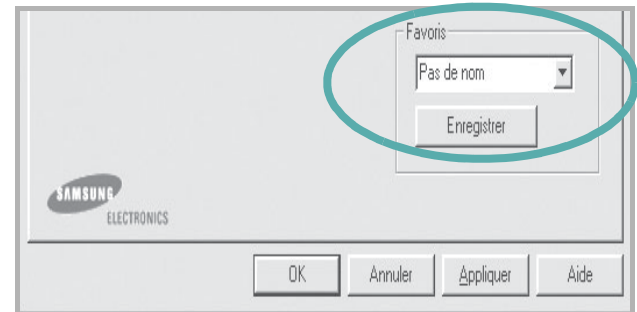 Favoris
Pas de nom
Enregistrer
SAMSUNG
ELECTRONICS
OK Annuler Appliquer Aide